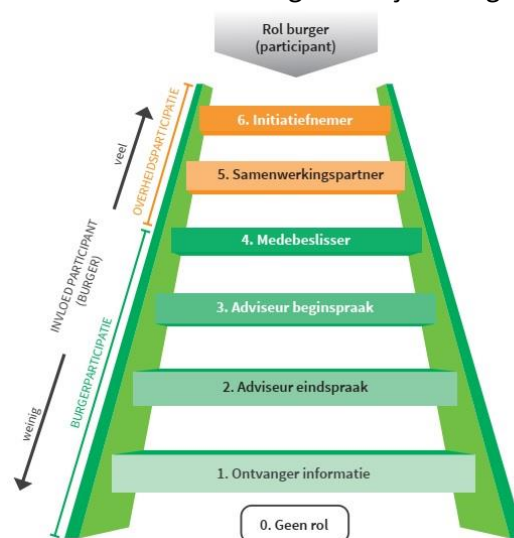 Rol burger
(participant)
6. Initiatiefnemer
5. Samenwerkingspartner
4. Medebeslisser
3. Adviseur beginspraak
2. Adviseur eindspraak
1. Ontvanger informatie
0. Geen rol
veel
OVERHEIDSPARTICIPATIE
INVLOED PARTICIPANT
(BURGER)
BURGERPARTICIPATIE
weinig